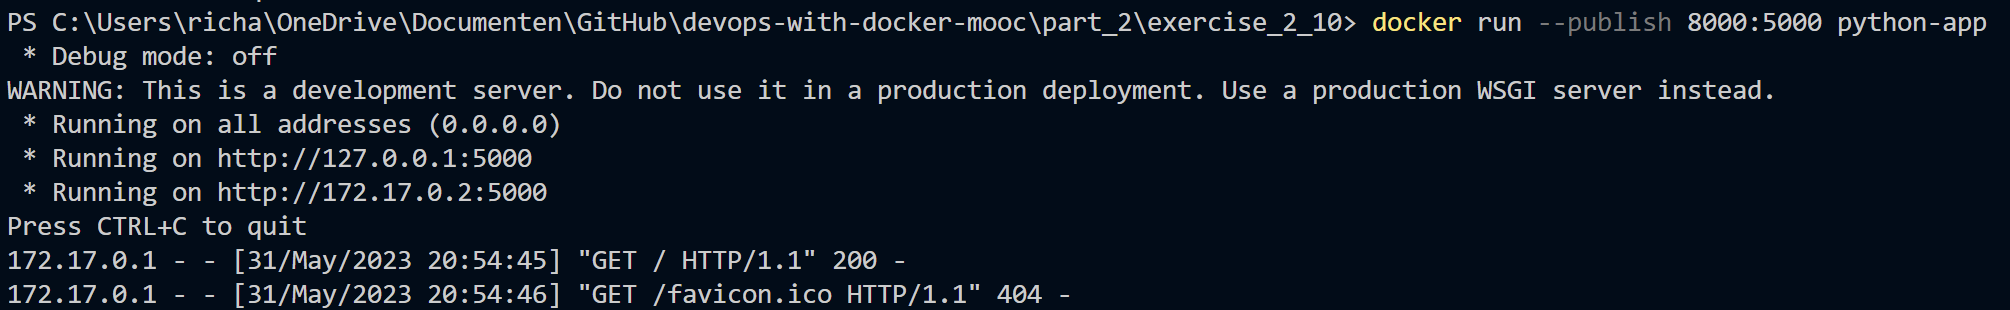 PS C:\Users\richa\OneDrive\Documenten\GitHub\devops-with-docker-mooc\part_2\exercise_2_10> docker run --publish 8000:5000 python-app
 * Debug mode: off
WARNING: This is a development server. Do not use it in a production deployment. Use a production WSGI server instead.
 * Running on all addresses (0.0.0.0)
 * Running on http://127.0.0.1:5000
 * Running on http://172.17.0.2:5000
Press CTRL+C to quit
172.17.0.1 - - [31/May/2023 20:54:45] "GET / HTTP/1.1" 200 -
172.17.0.1 - - [31/May/2023 20:54:46] "GET /favicon.ico HTTP/1.1" 404 -